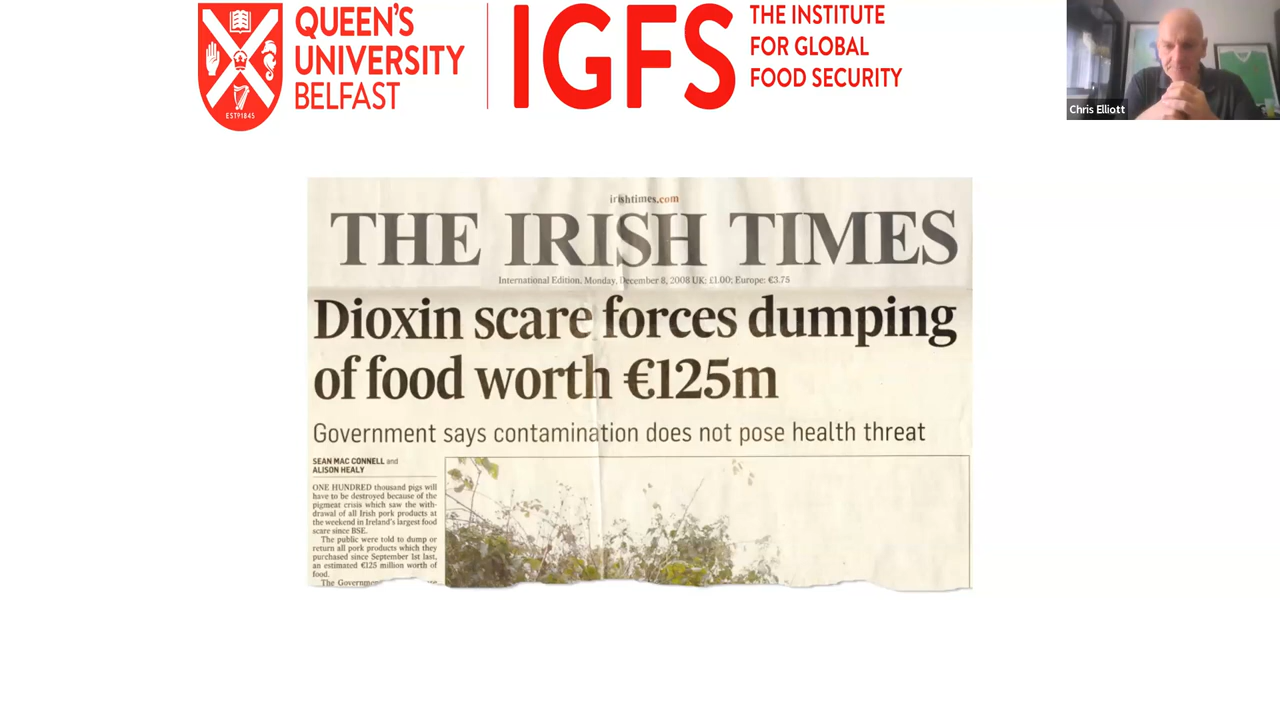 QUEEN'S
UNIVERSITY
BELFAST
EST^D1845
IGFS
THE INSTITUTE
FOR GLOBAL
FOOD SECURITY
Chris Elliott
irishtimes.com
THE IRISH TIMES
International Edition, Monday, December 8, 2008 UK: £1.00; Europe: €3.75
Dioxin scare forces dumping
of food worth €125m
Government says contamination does not pose health threat
SEAN MAC CONNELL and
ALISON HEALY
ONE HUNDRED thousand pigs will
have to be destroyed because of the
pigmeat crisis which saw the with-
drawal of all Irish pork products at
the weekend in Ireland's largest food
scare since BSE.
The public were told to dump or
return all pork products which they
purchased since September 1st last,
an estimated €125 million worth of
food.
The